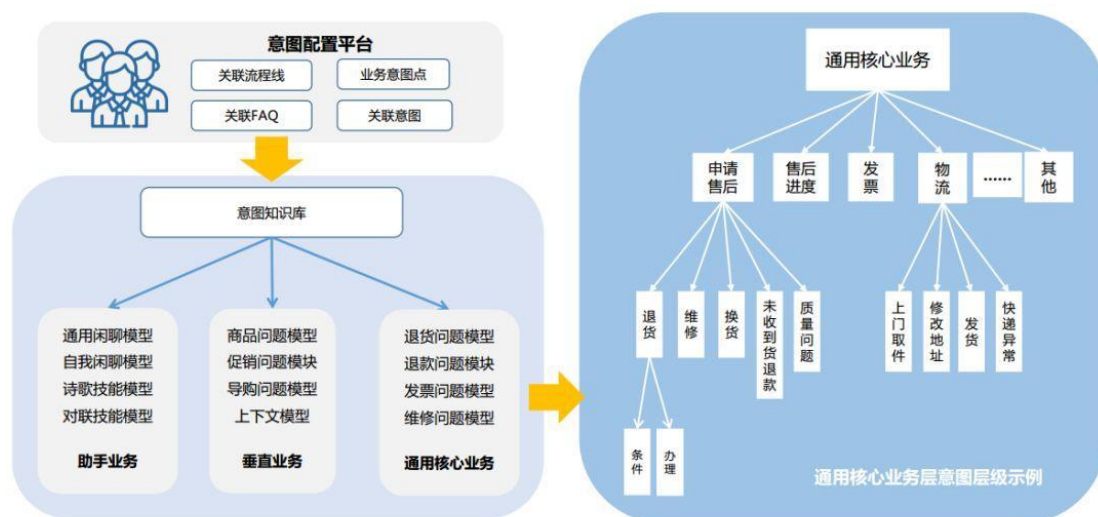 意图配置平台
关联流程线
业务意图点
关联FAQ
关联意图
意图知识库
通用闲聊模型
自我闲聊模型
诗歌技能模型
对联技能模型
助手业务
商品问题模型
促销问题模块
导购问题模型
上下文模型
垂直业务
退货问题模型
退款问题模块
发票问题模型
维修问题模型
通用核心业务
通用核心业务
申请
售后
售后
进度
发
票
物
流
......
其
他
退货
维修
换货
未收到货退款
质量问题
上门取件
修改地址
发货
快递异常
条件
办理
通用核心业务层意图层级示例